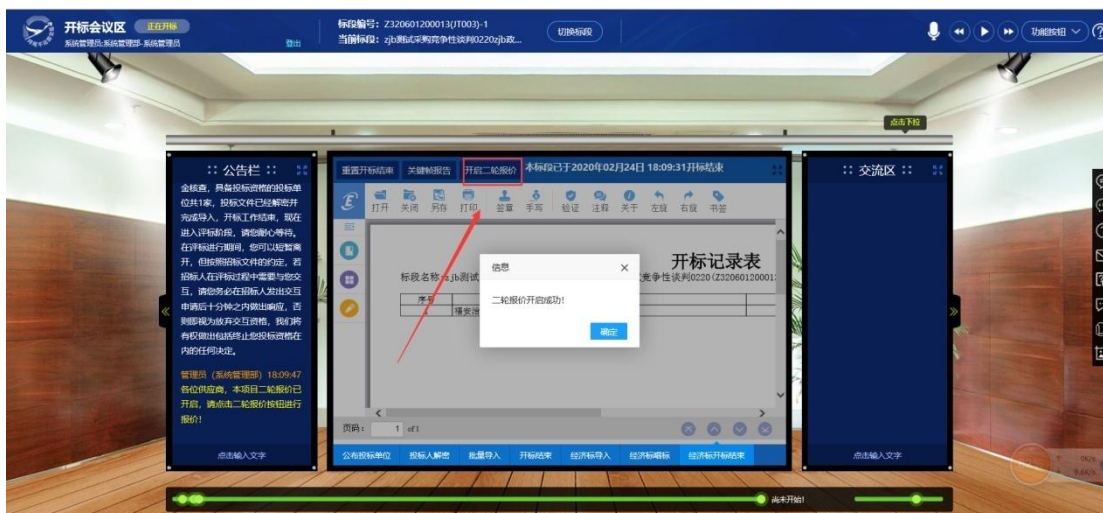 开标会议区 正在开标
系统管理员:系统管理部-系统管理员 登出
标段编号：Z320601200013(JT003)-1
当前标段：zjb测试采购竞争性谈判0220zjb政...
切换标段
功能按钮
点击下拉
:: 公告栏 ::
金核查，具备投标资格的投标单
位共1家，投标文件已经解密并
完成导入，开标工作结束，现在
进入评标阶段，请您耐心等待。
在评标进行期间，您可以短暂离
开，但按照招标文件的约定，若
招标人在评标过程中需要与您交
互，请您务必在招标人发出交互
申请后十分钟之内做出响应，否
则即视为放弃交互资格，我们将
有权做出包括终止您投标资格在
内的任何决定。
管理员（系统管理部）18:09:47
各位供应商，本项目二轮报价已
开启，请点击二轮报价按钮进行
报价！
点击输入文字
重置开标结束 关键帧报告 开启二轮报价 本标段已于2020年02月24日 18:09:31开标结束
打开 关闭 另存 打印 签章 手写 验证 注释 关于 左旋 右旋 书签
开标记录表
标段名称：zjb测试
竞争性谈判0220(Z32060120001
序号
信息
二轮报价开启成功!
确定
页码： 1 of1
公布投标单位 投标人解密 批量导入 开标结束 经济标导入 经济标唱标 经济标开标结束
:: 交流区 ::
点击输入文字
尚未开始!